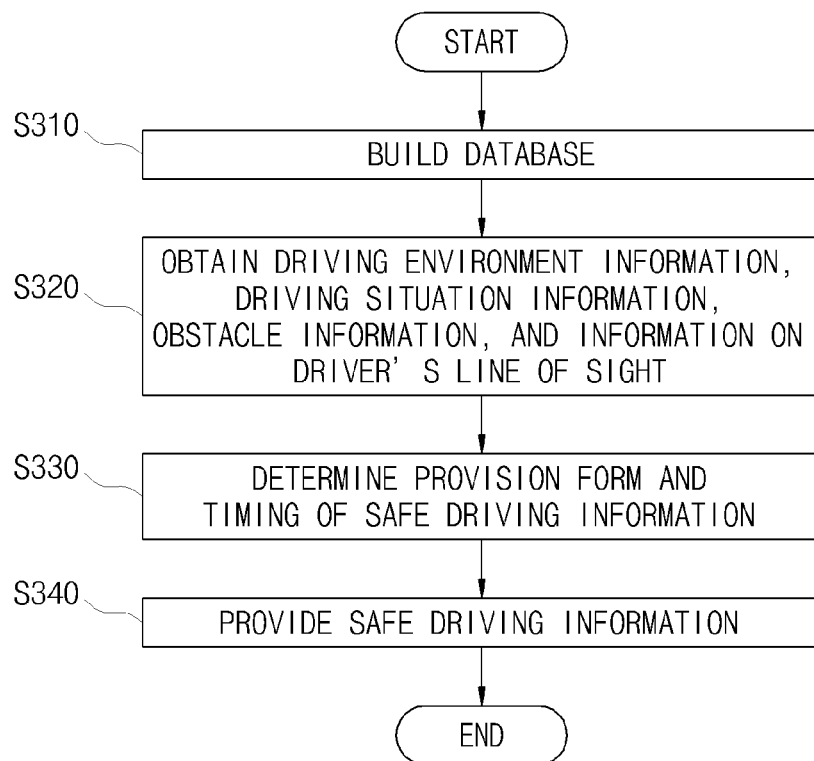 START
S310
BUILD DATABASE
S320
OBTAIN DRIVING ENVIRONMENT INFORMATION,
DRIVING SITUATION INFORMATION,
OBSTACLE INFORMATION, AND INFORMATION ON
DRIVER'S LINE OF SIGHT
S330
DETERMINE PROVISION FORM AND
TIMING OF SAFE DRIVING INFORMATION
S340
PROVIDE SAFE DRIVING INFORMATION
END